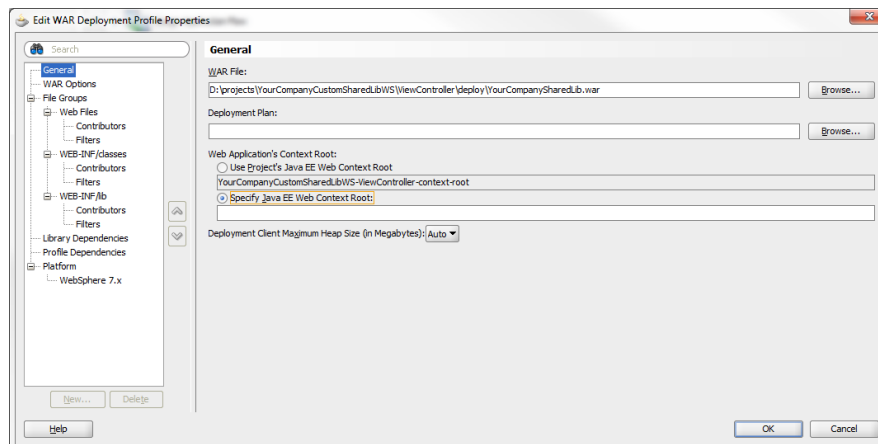 Edit WAR Deployment Profile Properties
Search
General
WAR Options
File Groups
Web Files
Contributors
Filters
WEB-INF/classes
Contributors
Filters
WEB-INF/lib
Contributors
Filters
Library Dependencies
Profile Dependencies
Platform
WebSphere 7.x
New...
Delete
General
WAR File:
D:\projects\YourCompanyCustomSharedLibWS\ViewController\deploy\YourCompanySharedLib.war
Browse...
Deployment Plan:
Browse...
Web Application's Context Root:
Use Project's Java EE Web Context Root
YourCompanyCustomSharedLibWS-ViewController-context-root
Specify Java EE Web Context Root:
Deployment Client Maximum Heap Size (in Megabytes): Auto
Help
OK
Cancel